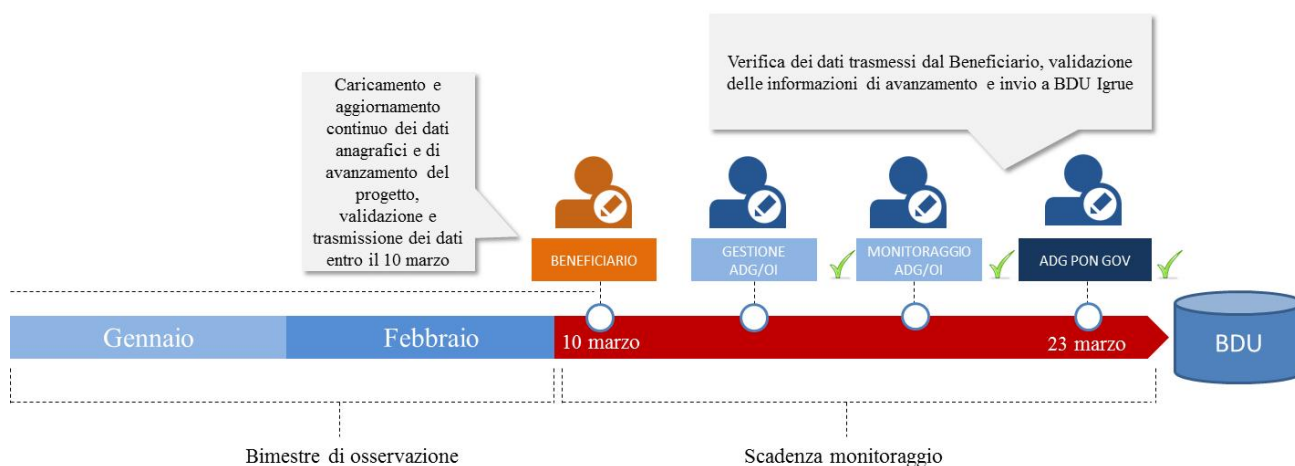 Verifica dei dati trasmessi dal Beneficiario, validazione
delle informazioni di avanzamento e invio a BDU Igrue
Caricamento e
aggiornamento
continuo dei dati
anagrafici e di
avanzamento del
progetto,
validazione e
trasmissione dei dati
entro il 10 marzo
BENEFICIARIO
GESTIONE
ADG/OI
MONITORAGGIO
ADG/OI
ADG PON GOV
Gennaio
Febbraio
10 marzo
23 marzo
BDU
Bimestre di osservazione
Scadenza monitoraggio